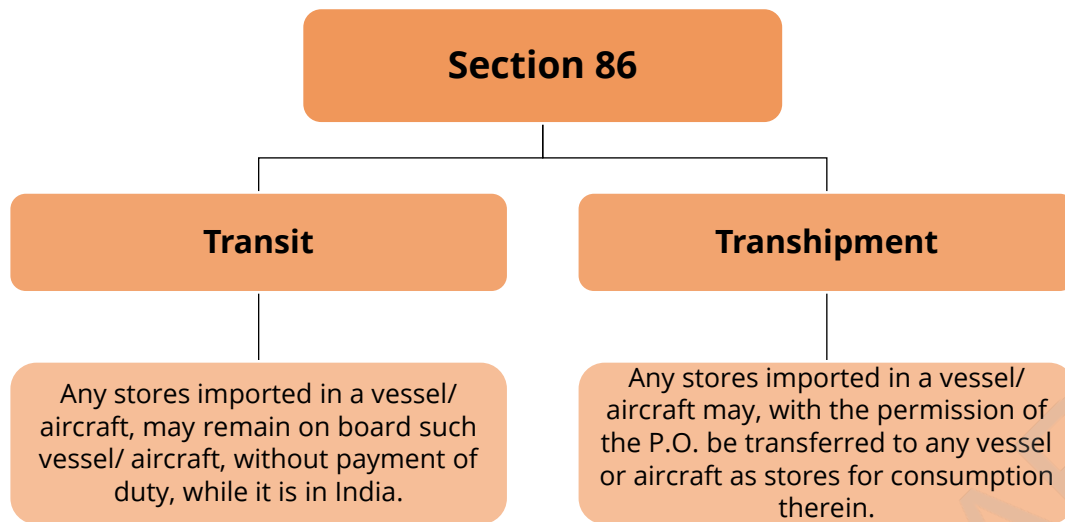 Section 86
Transit
Transhipment
Any stores imported in a vessel/
aircraft, may remain on board such
vessel/ aircraft, without payment of
duty, while it is in India.
Any stores imported in a vessel/
aircraft may, with the permission of
the P.O. be transferred to any vessel
or aircraft as stores for consumption
therein.